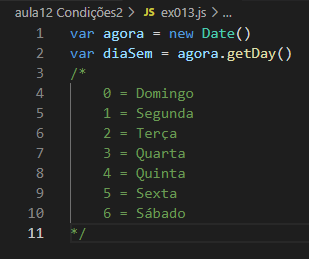 aula12 Condições2 > JS ex013.js > ...
1 var agora = new Date()
2 var diaSem = agora.getDay()
3 /*
4 0 = Domingo
5 1 = Segunda
6 2 = Terça
7 3 = Quarta
8 4 = Quinta
9 5 = Sexta
10 6 = Sábado
11 */